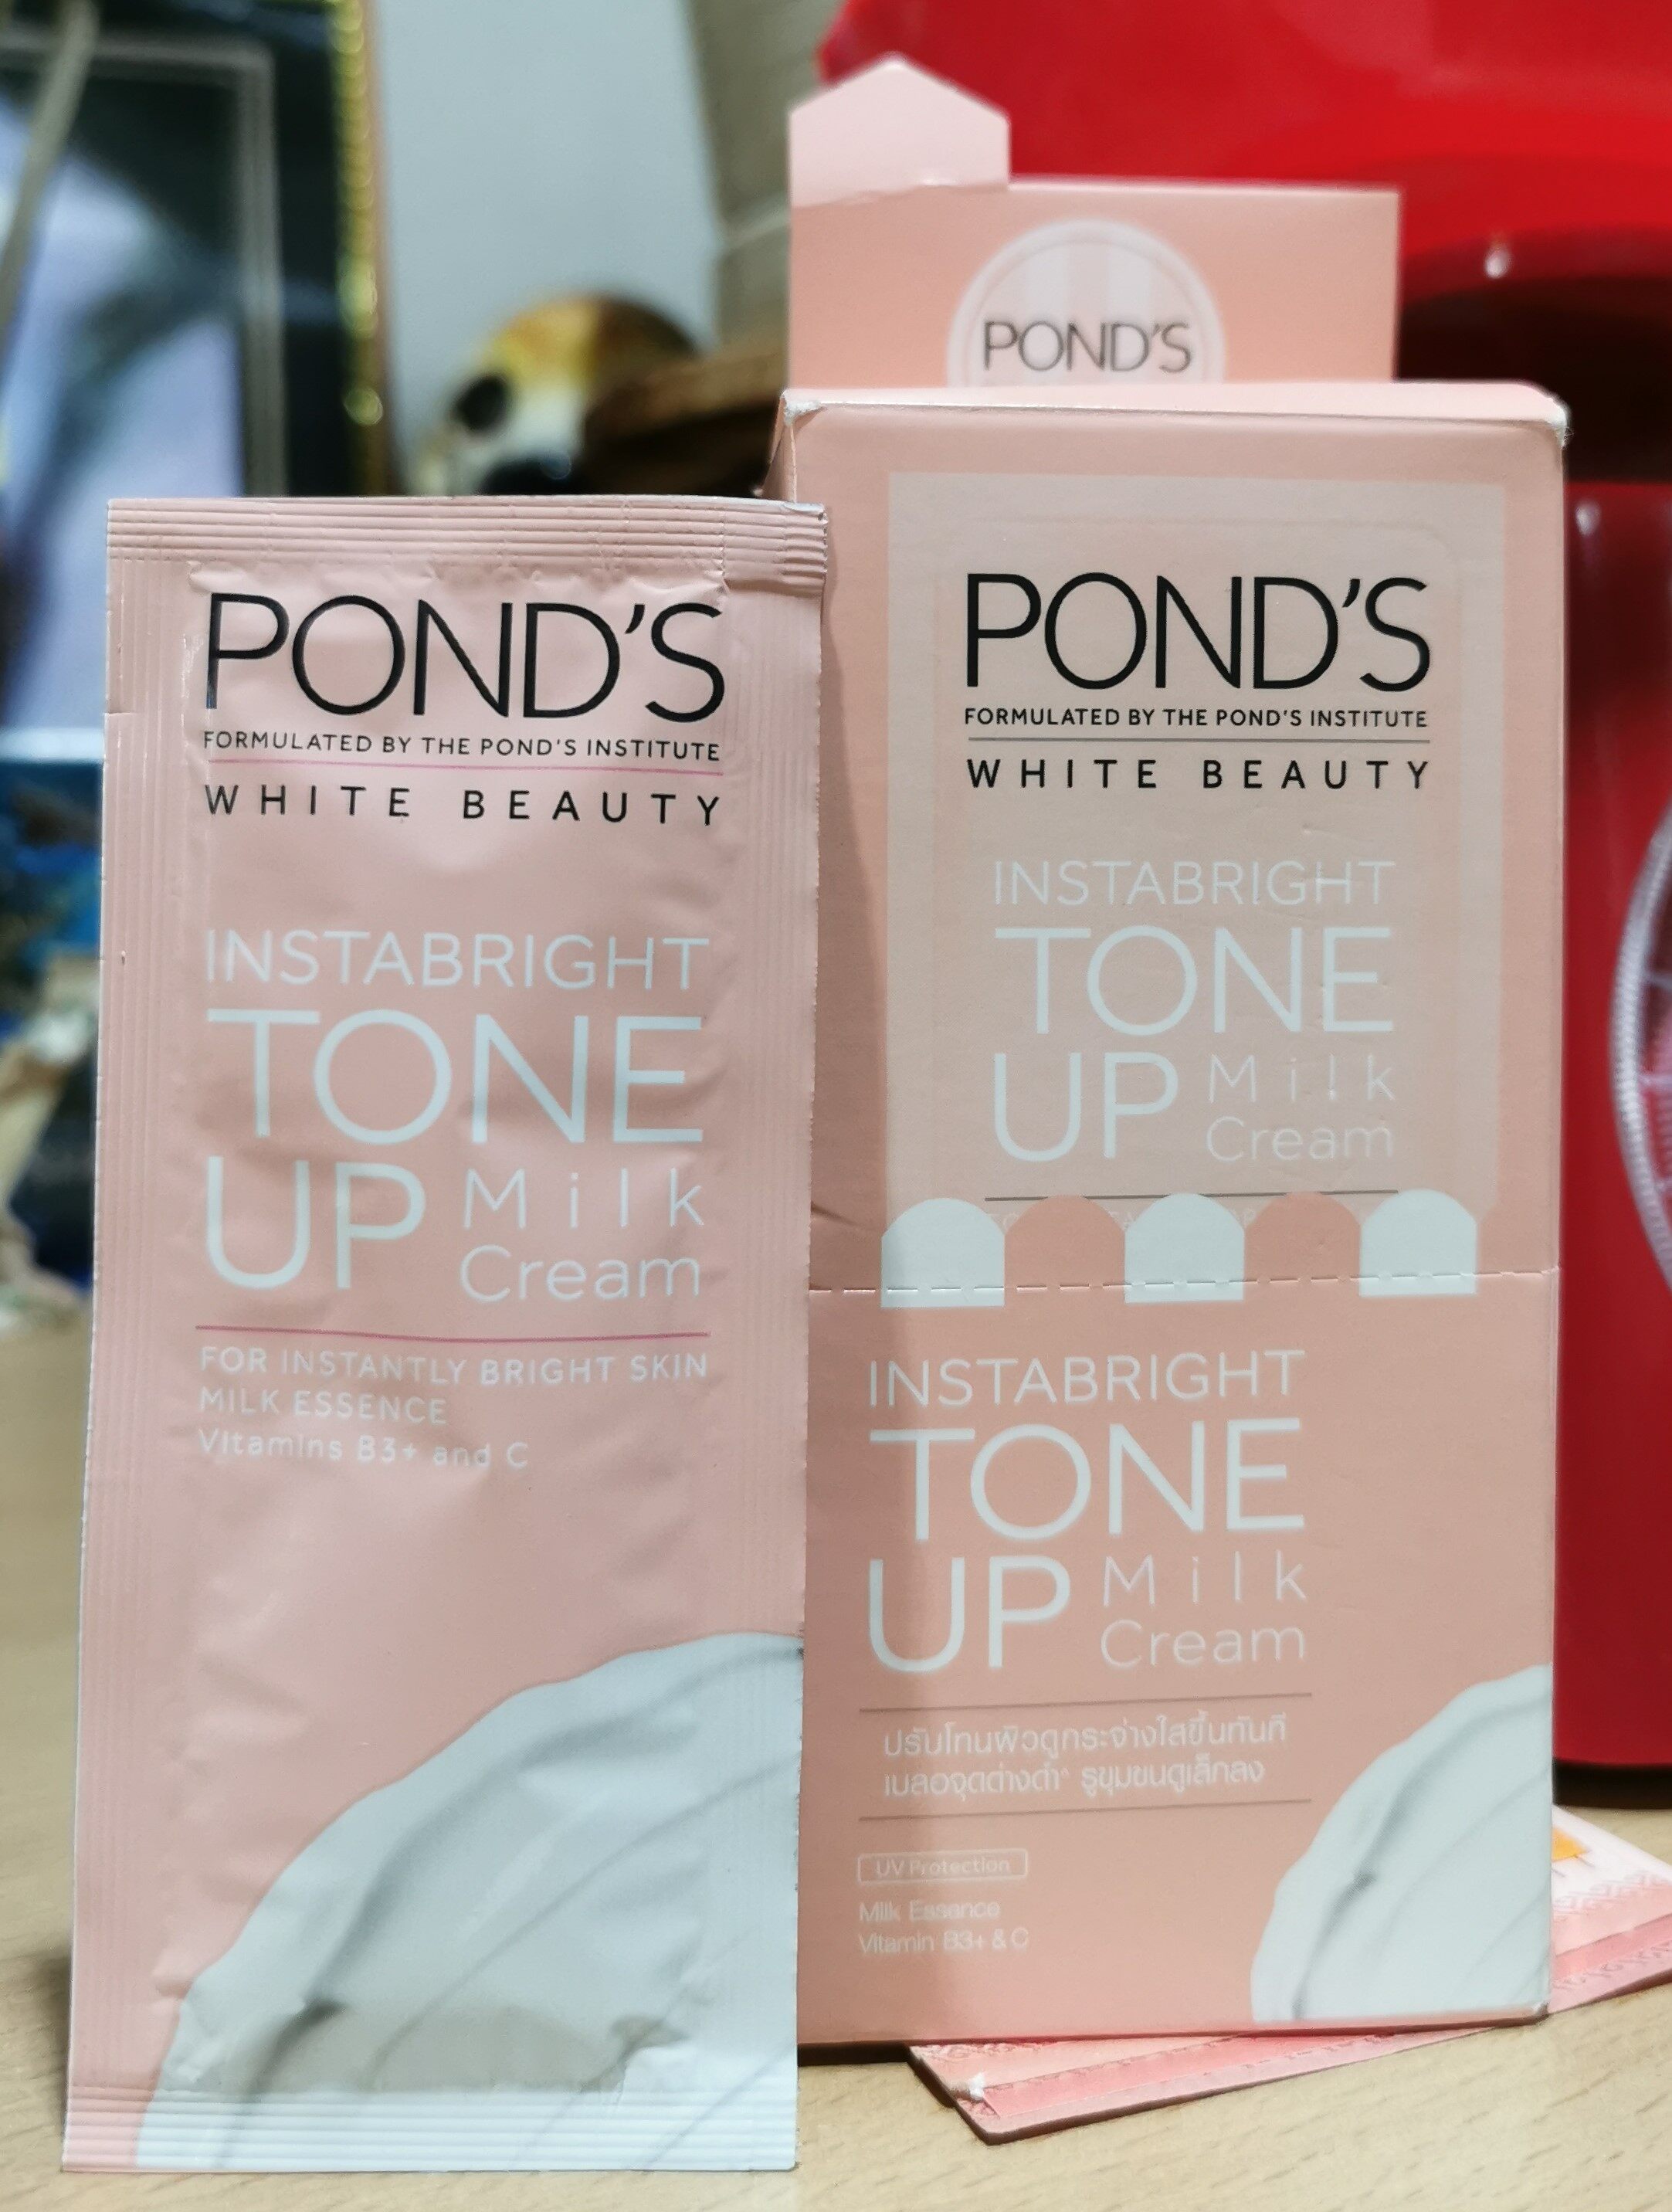 POND'S
FORMULATED BY THE POND'S INSTITUTE
WHITE BEAUTY
INSTABRIGHT
TONE
UP Milk
Cream
FOR INSTANTLY BRIGHT SKIN
MILK ESSENCE
Vitamins B3+ and C
POND'S
POND'S
FORMULATED BY THE POND'S INSTITUTE
WHITE BEAUTY
INSTABRIGHT
TONE
UP Milk
Cream
INSTABRIGHT
TONE
UP Milk
Cream
ปรับโทนผิวดูกระจ่างใสขึ้นทันที
เบลอจุดด่างดำ^ รูขุมขนดูเล็กลง
UV Protection
Milk Essence
Vitamin B3+ & C